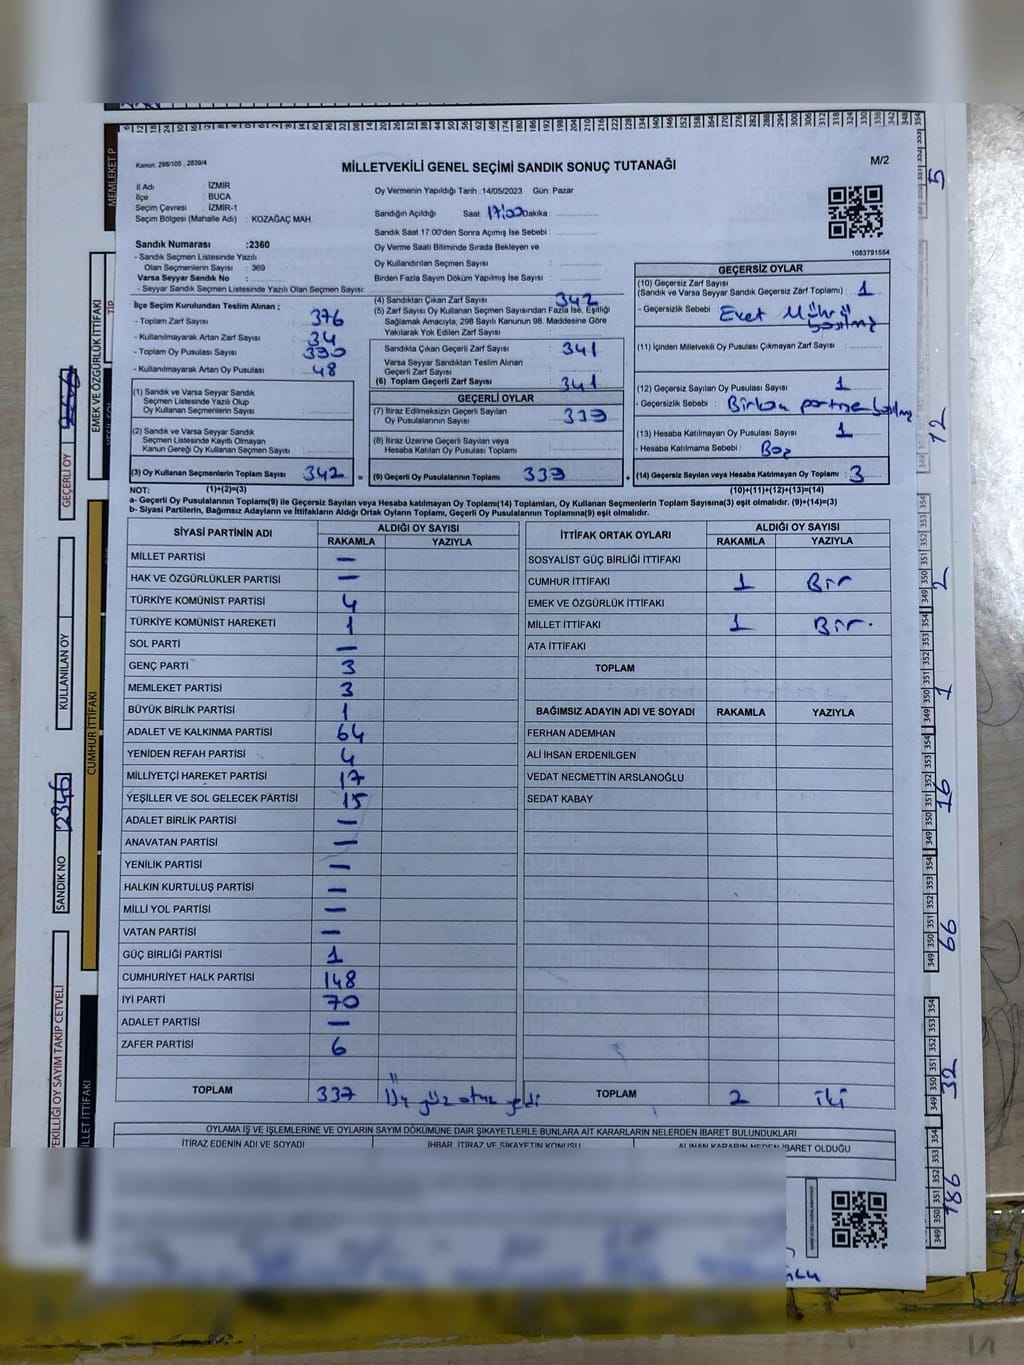 Kanun: 298/105 , 2839/4
MİLLETVEKİLİ GENEL SEÇİMİ SANDIK SONUÇ TUTANAĞI
M/2
İl Adı : İZMİR
İlçe : BUCA
Seçim Çevresi : İZMİR-1
Seçim Bölgesi (Mahalle Adı) : KOZAĞAÇ MAH.
Oy Vermenin Yapıldığı Tarih : 14/05/2023 Gün: Pazar
Sandığın Açıldığı Saat 17:00 Dakika :
Sandık Saat 17:00'den Sonra Açımış İse Sebebi :
Oy Verme Saati Bitiminde Sırada Bekleyen ve
Oy Kullandırılan Seçmen Sayısı :
Birden Fazla Sayım Döküm Yapılmış İse Sayısı :
1083791554
Sandık Numarası :2360
- Sandık Seçmen Listesinde Yazılı
Olan Seçmenlerin Sayısı : 369
Varsa Seyyar Sandık No :
- Seyyar Sandık Seçmen Listesinde Yazılı Olan Seçmen Sayısı:
İlçe Seçim Kurulundan Teslim Alınan ;
- Toplam Zarf Sayısı : 376
- Kullanılmayarak Artan Zarf Sayısı : 34
- Toplam Oy Pusulası Sayısı : 390
- Kullanılmayarak Artan Oy Pusulası : 48
(1) Sandık ve Varsa Seyyar Sandık
Seçmen Listesinde Yazılı Olup
Oy Kullanan Seçmen Sayısı :
(2) Sandık ve Varsa Seyyar Sandık
Seçmen Listesinde Kayıtlı Olmayan
Kanun Gereği Oy Kullanan Seçmen Sayısı :
(3) Oy Kullanan Seçmenlerin Toplam Sayısı : 342
(4) Sandıktan Çıkan Zarf Sayısı : 342
(5) Zarf Sayısı Oy Kullanan Seçmen Sayısından Fazla İse, Eşitliği
Sağlamak Amacıyla, 298 Sayılı Kanunun 98. Maddesine Göre
Yakılarak Yok Edilen Zarf Sayısı :
Sandıkta Çıkan Geçerli Zarf Sayısı : 341
Varsa Seyyar Sandıktan Teslim Alınan
Geçerli Zarf Sayısı :
(6) Toplam Geçerli Zarf Sayısı : 341
GEÇERLİ OYLAR
(7) İtiraz Edilmeksizin Geçerli Sayılan
Oy Pusulalarının Sayısı : 339
(8) İtiraz Üzerine Geçerli Sayılan veya
Hesaba Katılan Oy Pusulası Toplamı :
(9) Geçerli Oy Pusulalarının Toplamı : 339
GEÇERSİZ OYLAR
(10) Geçersiz Zarf Sayısı
(Sandık ve Varsa Seyyar Sandık Geçersiz Zarf Toplamı) : 1
- Geçersizlik Sebebi : Evet Mührü
basılmış
(11) İçinden Milletvekili Oy Pusulası Çıkmayan Zarf Sayısı :
(12) Geçersiz Sayılan Oy Pusulası Sayısı : 1
- Geçersizlik Sebebi : Birkaç partiye basılmış
(13) Hesaba Katılmayan Oy Pusulası Sayısı : 1
- Hesaba Katılmama Sebebi : Boş
(14) Geçersiz Sayılan veya Hesaba Katılmayan Oy Toplamı : 3
NOT: (1)+(2)=(3) (10)+(11)+(12)+(13)=(14)
a- Geçerli Oy Pusulalarının Toplamı(9) ile Geçersiz Sayılan veya Hesaba katılmayan Oy Toplamı(14) Toplamları, Oy Kullanan Seçmenlerin Toplam Sayısına(3) eşit olmalıdır. (9)+(14)=(3)
b- Siyasi Partilerin, Bağımsız Adayların ve İttifakların Aldığı Ortak Oyların Toplamı, Geçerli Oy Pusulalarının Toplamına(9) eşit olmalıdır.
SİYASİ PARTİNİN ADI ALDIĞI OY SAYISI
RAKAMLA YAZIYLA
MİLLET PARTİSİ —
HAK VE ÖZGÜRLÜKLER PARTİSİ —
TÜRKİYE KOMÜNİST PARTİSİ 4
TÜRKİYE KOMÜNİST HAREKETİ 1
SOL PARTİ —
GENÇ PARTİ 3
MEMLEKET PARTİSİ 3
BÜYÜK BİRLİK PARTİSİ 1
ADALET VE KALKINMA PARTİSİ 64
YENİDEN REFAH PARTİSİ 4
MİLLİYETÇİ HAREKET PARTİSİ 17
YEŞİLLER VE SOL GELECEK PARTİSİ 15
ADALET BİRLİK PARTİSİ —
ANAVATAN PARTİSİ —
YENİLİK PARTİSİ —
HALKIN KURTULUŞ PARTİSİ —
MİLLİ YOL PARTİSİ —
VATAN PARTİSİ —
GÜÇ BİRLİĞİ PARTİSİ 1
CUMHURİYET HALK PARTİSİ 148
İYİ PARTİ 70
ADALET PARTİSİ —
ZAFER PARTİSİ 6
TOPLAM 337 Üç yüz otuz yedi
İTTİFAK ORTAK OYLARI ALDIĞI OY SAYISI
RAKAMLA YAZIYLA
SOSYALİST GÜÇ BİRLİĞİ İTTİFAKI
CUMHUR İTTİFAKI 1 Bir
EMEK VE ÖZGÜRLÜK İTTİFAKI
MİLLET İTTİFAKI 1 Bir.
ATA İTTİFAKI
TOPLAM
BAĞIMSIZ ADAYIN ADI VE SOYADI RAKAMLA YAZIYLA
FERHAN ADEMHAN
ALİ İHSAN ERDENİLGEN
VEDAT NECMETTİN ARSLANOĞLU
SEDAT KABAY
TOPLAM 2 iki
OYLAMA İŞ VE İŞLEMLERİNE VE OYLARIN SAYIM DÖKÜMÜNE DAİR ŞİKAYETLERLE BUNLARA AİT KARARLARIN NELERDEN İBARET BULUNDUKLARI
İTİRAZ EDENİN ADI VE SOYADI İHBAR, İTİRAZ VE ŞİKAYETİN KONUSU ALINAN KARARIN NEDEN İBARET OLDUĞU
MEMLEKET P
TİP
EMEK VE ÖZGÜRLÜK İTTİFAKI
GEÇERLİ OY
KULLANILAN OY
CUMHUR İTTİFAKI
SANDIK NO 2346
EKİLLİĞİ OY SAYIM TAKİP CETVELİ
LLET İTTİFAKI
5
12
2
1
16
66
32
186